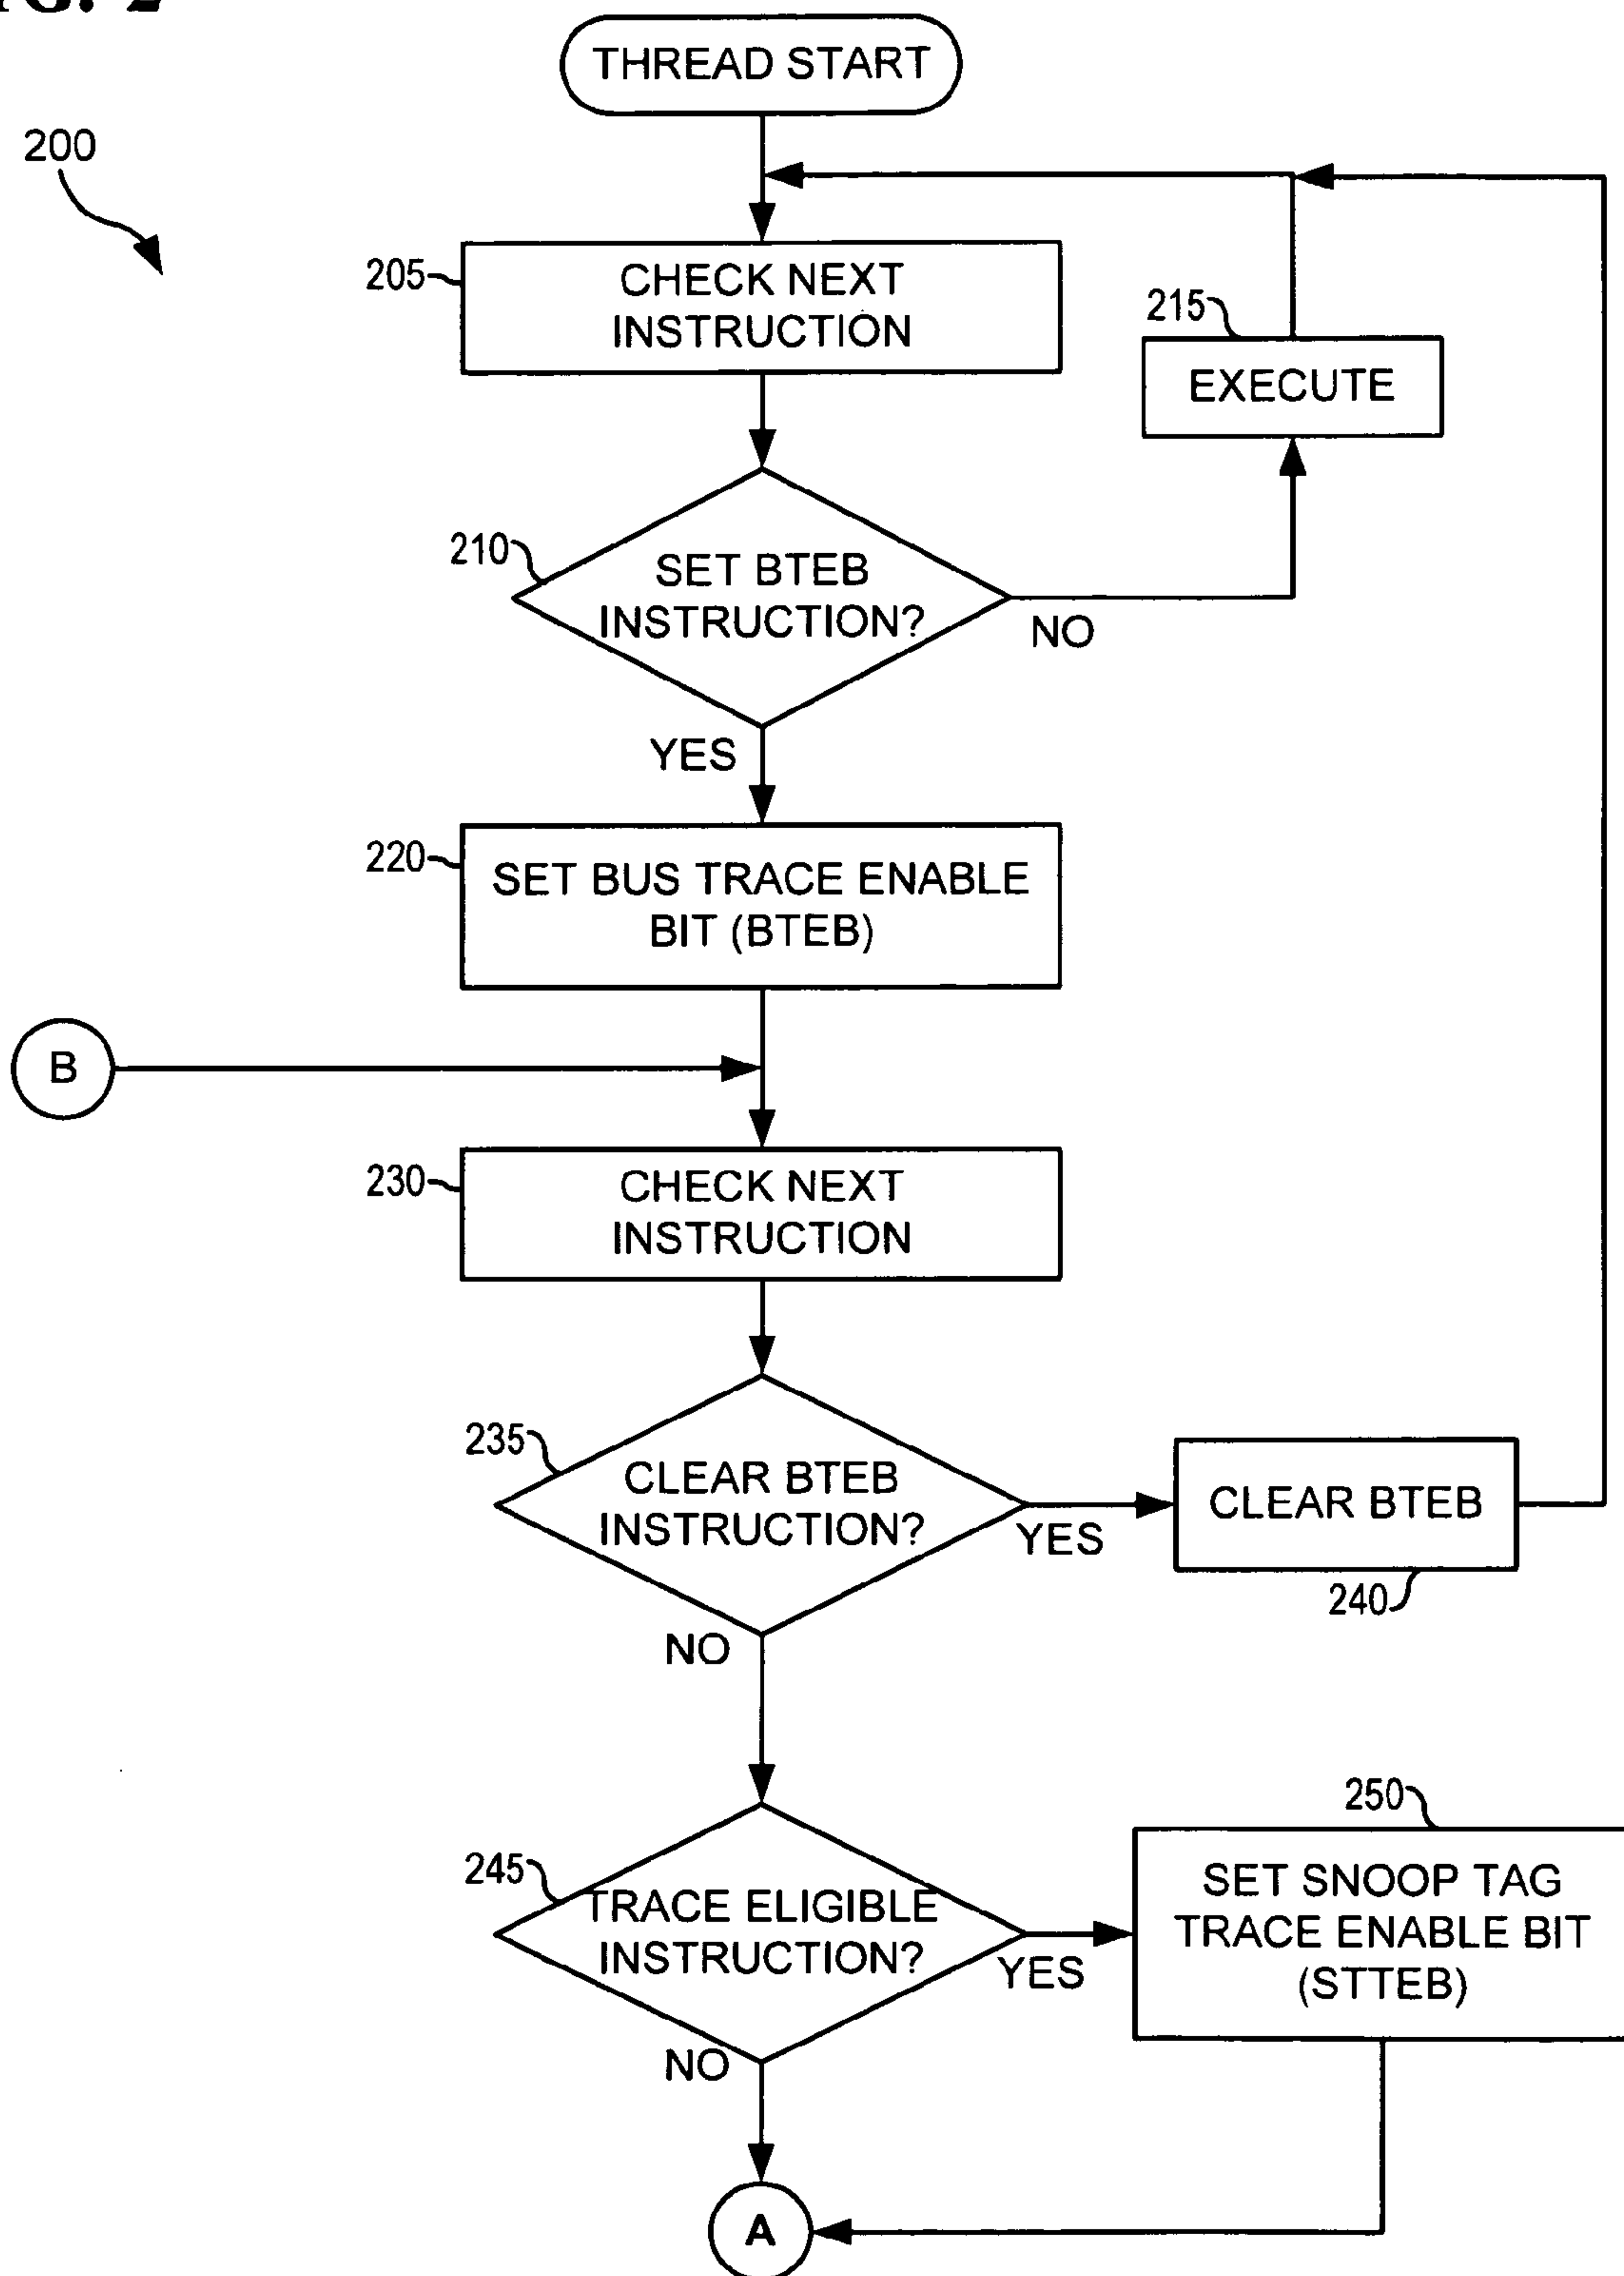 THREAD START
200
205
CHECK NEXT
INSTRUCTION
215
EXECUTE
210
SET BTEB
INSTRUCTION?
NO
YES
220
SET BUS TRACE ENABLE
BIT (BTEB)
B
230
CHECK NEXT
INSTRUCTION
235
CLEAR BTEB
INSTRUCTION?
YES
CLEAR BTEB
240
NO
250
245
TRACE ELIGIBLE
INSTRUCTION?
YES
SET SNOOP TAG
TRACE ENABLE BIT
(STTEB)
NO
A